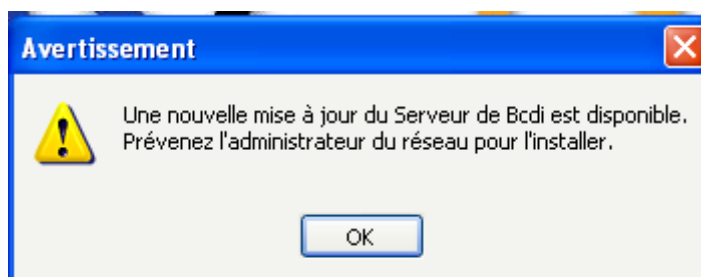 Avertissement
Une nouvelle mise à jour du Serveur de Bcdi est disponible.
Prévenez l'administrateur du réseau pour l'installer.
OK